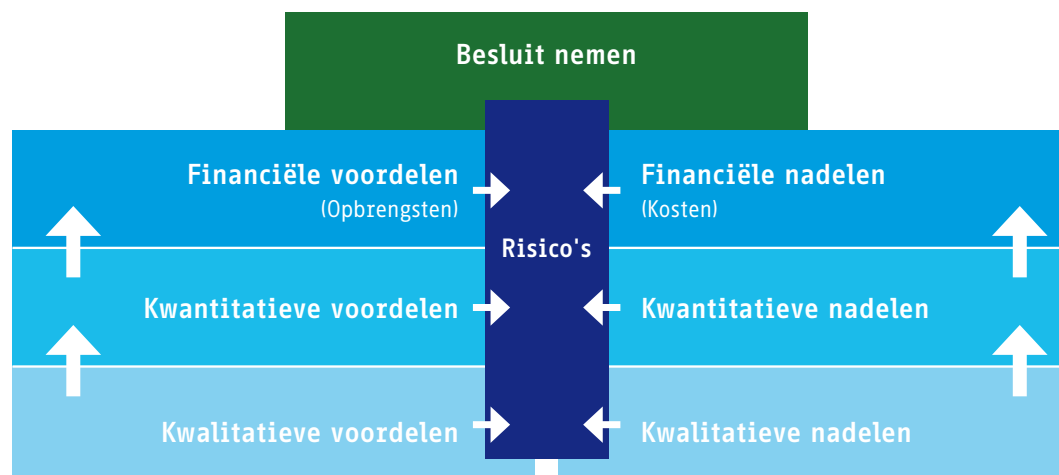 Besluit nemen
Financiële voordelen
(Opbrengsten)
Financiële nadelen
(Kosten)
Risico's
Kwantitatieve voordelen
Kwantitatieve nadelen
Kwalitatieve voordelen
Kwalitatieve nadelen